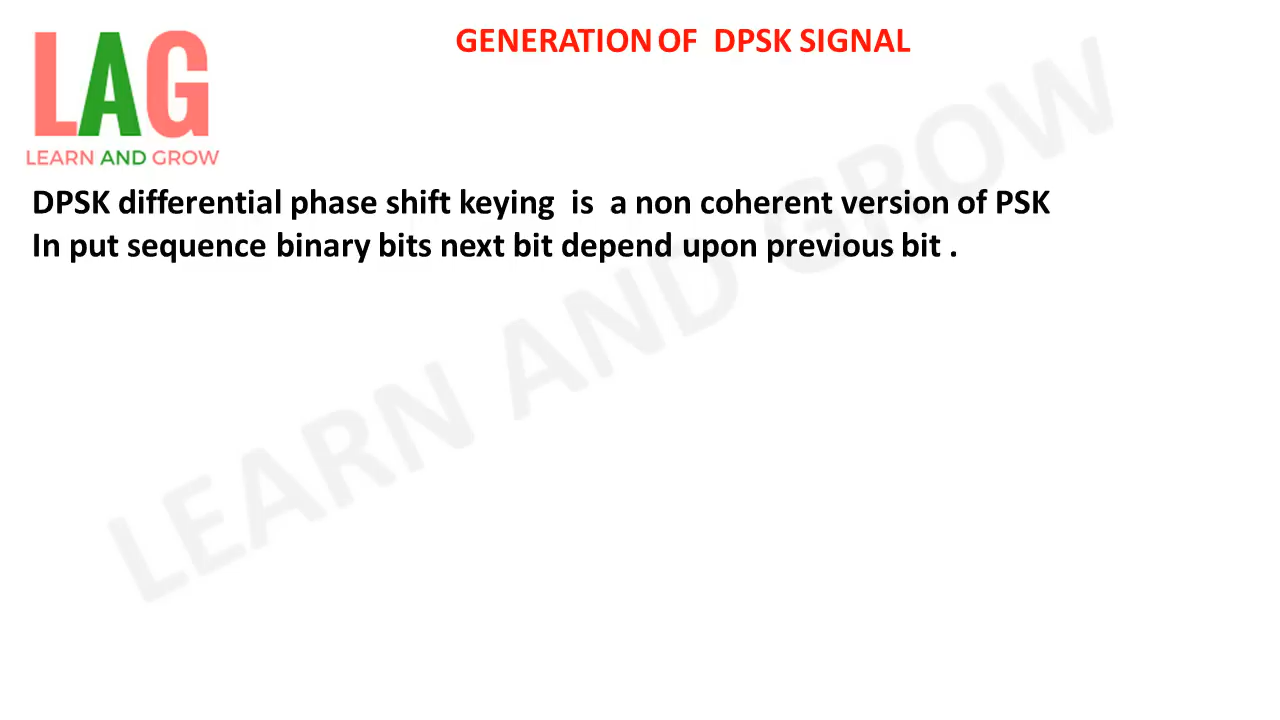 GENERATION OF DPSK SIGNAL
LAG
LEARN AND GROW
DPSK differential phase shift keying is a non coherent version of PSK
In put sequence binary bits next bit depend upon previous bit .
LEARN AND GROW